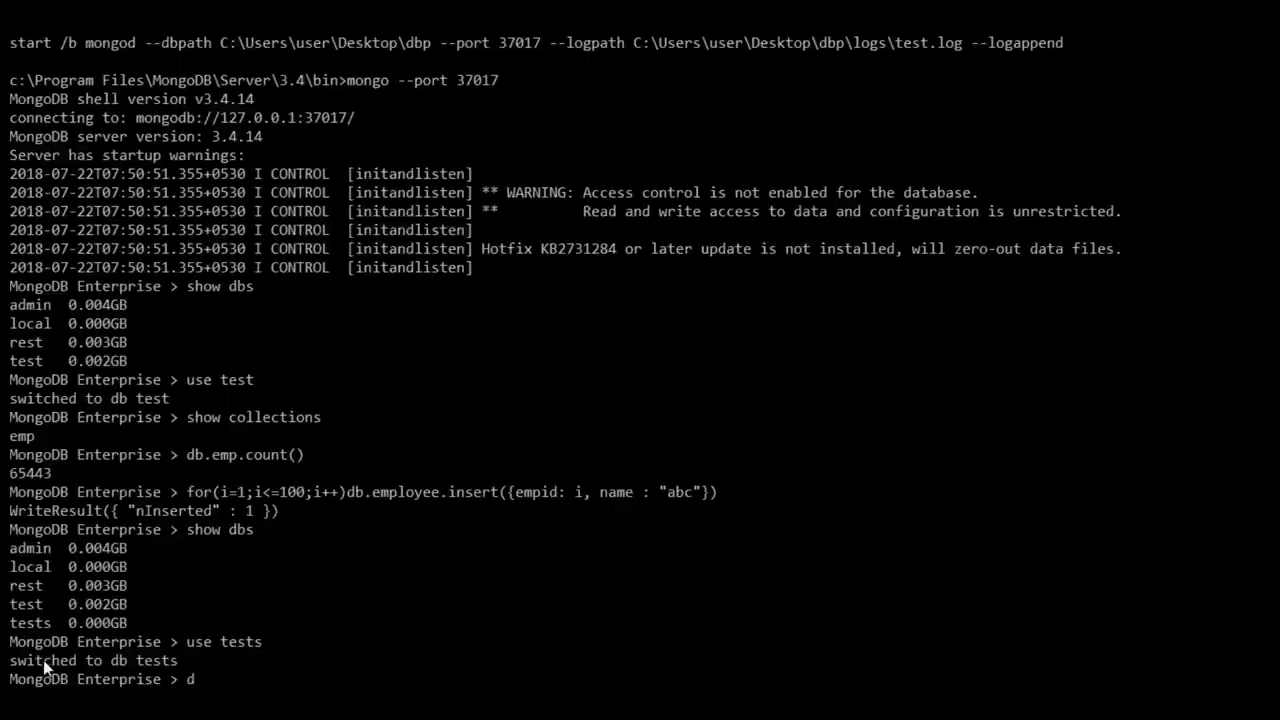 start /b mongod --dbpath C:\Users\user\Desktop\dbp --port 37017 --logpath C:\Users\user\Desktop\dbp\logs\test.log --logappend
c:\Program Files\MongoDB\Server\3.4\bin>mongo --port 37017
MongoDB shell version v3.4.14
connecting to: mongodb://127.0.0.1:37017/
MongoDB server version: 3.4.14
Server has startup warnings:
2018-07-22T07:50:51.355+0530 I CONTROL  [initandlisten]
2018-07-22T07:50:51.355+0530 I CONTROL  [initandlisten] ** WARNING: Access control is not enabled for the database.
2018-07-22T07:50:51.355+0530 I CONTROL  [initandlisten] **          Read and write access to data and configuration is unrestricted.
2018-07-22T07:50:51.355+0530 I CONTROL  [initandlisten]
2018-07-22T07:50:51.355+0530 I CONTROL  [initandlisten] Hotfix KB2731284 or later update is not installed, will zero-out data files.
2018-07-22T07:50:51.355+0530 I CONTROL  [initandlisten]
MongoDB Enterprise > show dbs
admin  0.004GB
local  0.000GB
rest   0.003GB
test   0.002GB
MongoDB Enterprise > use test
switched to db test
MongoDB Enterprise > show collections
emp
MongoDB Enterprise > db.emp.count()
65443
MongoDB Enterprise > for(i=1;i<=100;i++)db.employee.insert({empid: i, name : "abc"})
WriteResult({ "nInserted" : 1 })
MongoDB Enterprise > show dbs
admin  0.004GB
local  0.000GB
rest   0.003GB
test   0.002GB
tests  0.000GB
MongoDB Enterprise > use tests
switched to db tests
MongoDB Enterprise > d